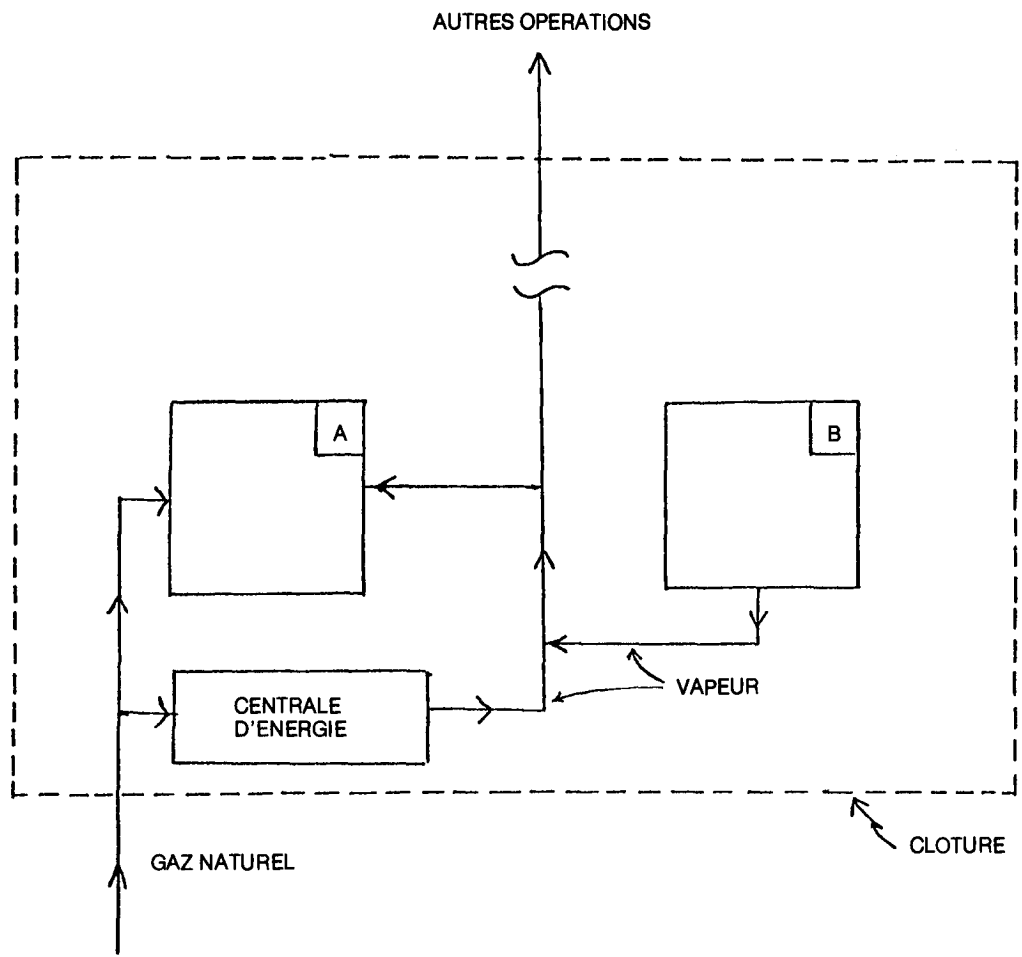 AUTRES OPERATIONS
A
B
CENTRALE
D'ENERGIE
VAPEUR
CLOTURE
GAZ NATUREL